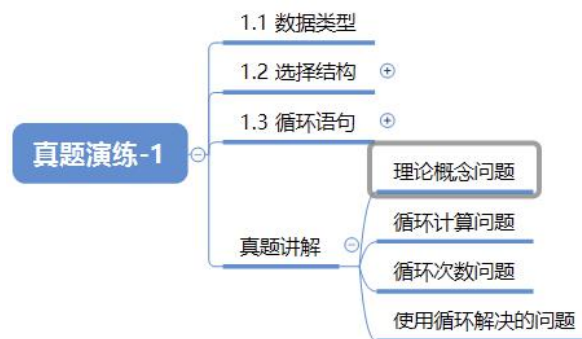 真题演练-1
1.1 数据类型
1.2 选择结构
1.3 循环语句
真题讲解
理论概念问题
循环计算问题
循环次数问题
使用循环解决的问题